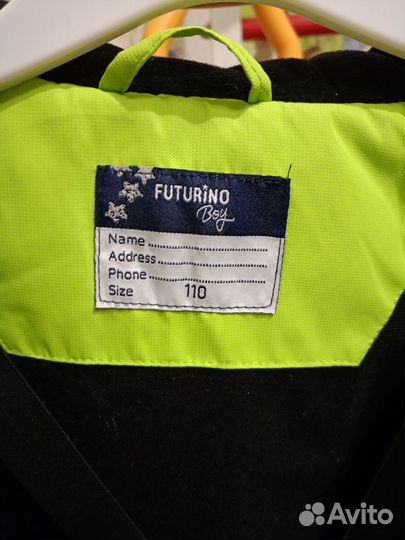 FUTURINO
Boy
Name
Address
Phone
Size 110
Avito